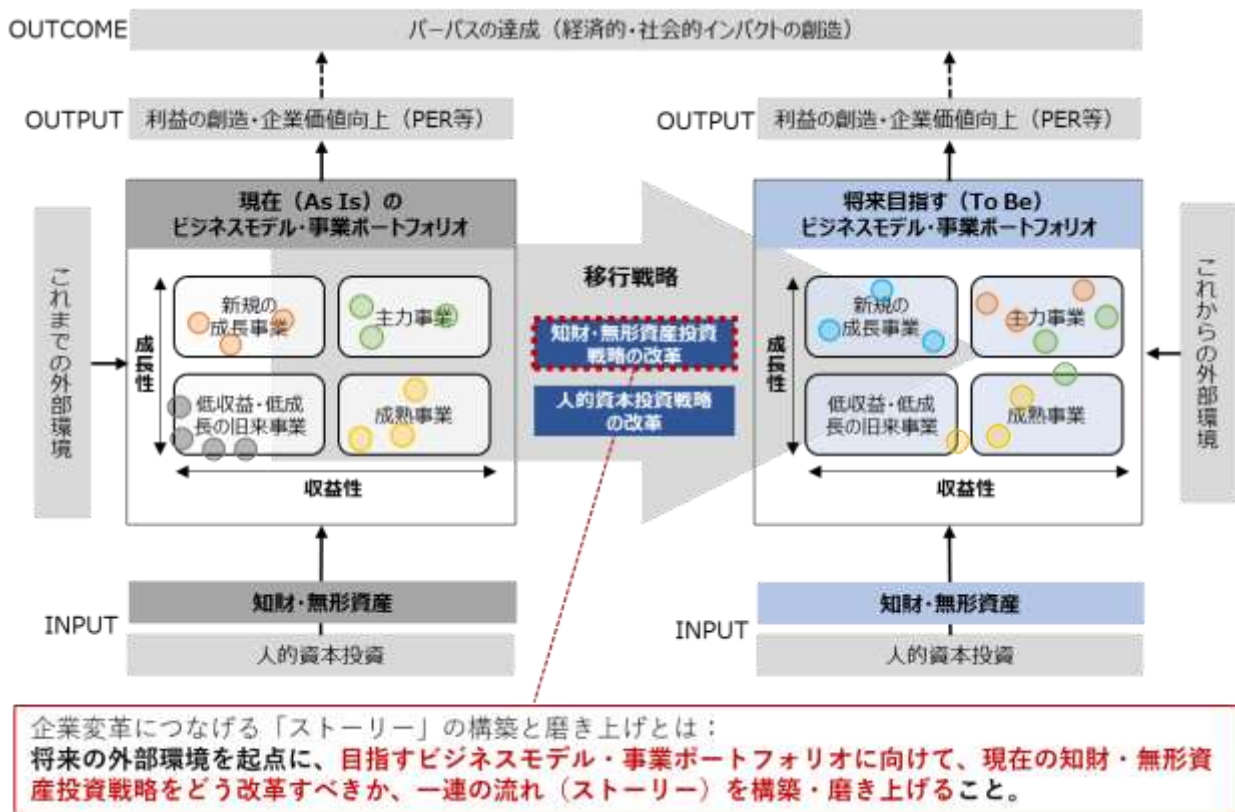 OUTCOME
パーパスの達成（経済的・社会的インパクトの創造）
OUTPUT
利益の創造・企業価値向上（PER等）
OUTPUT
利益の創造・企業価値向上（PER等）
これまでの外部環境
現在（As Is）の
ビジネスモデル・事業ポートフォリオ
成長性
新規の
成長事業
主力事業
低収益・低成
長の旧来事業
成熟事業
収益性
移行戦略
知財・無形資産投資
戦略の改革
人的資本投資戦略
の改革
将来目指す（To Be）
ビジネスモデル・事業ポートフォリオ
成長性
新規の
成長事業
主力事業
低収益・低成
長の旧来事業
成熟事業
収益性
これからの外部環境
INPUT
知財・無形資産
人的資本投資
INPUT
知財・無形資産
人的資本投資
企業変革につなげる「ストーリー」の構築と磨き上げとは：
将来の外部環境を起点に、目指すビジネスモデル・事業ポートフォリオに向けて、現在の知財・無形資
産投資戦略をどう改革すべきか、一連の流れ（ストーリー）を構築・磨き上げること。